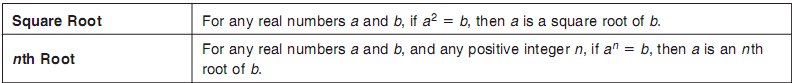 Square Root
For any real numbers a and b, if a² = b, then a is a square root of b.
nth Root
For any real numbers a and b, and any positive integer n, if aⁿ = b, then a is an nth
root of b.